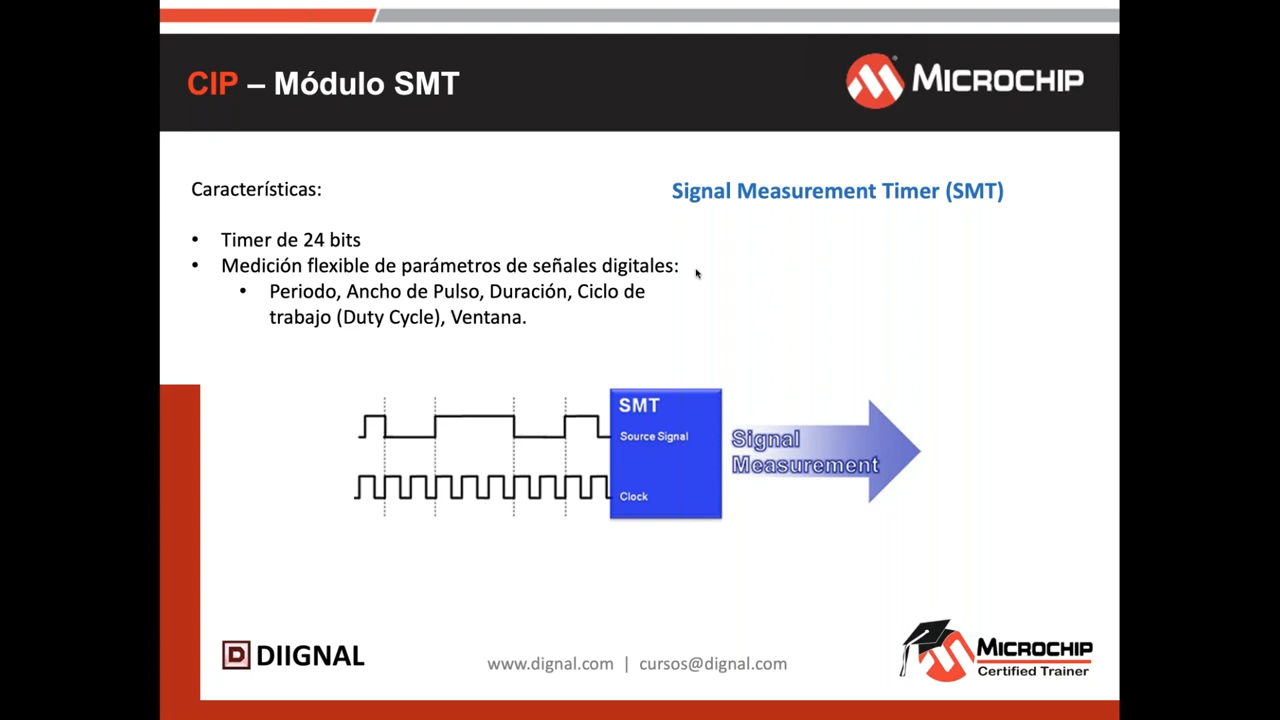 CIP – Módulo SMT
MICROCHIP
Características:
Signal Measurement Timer (SMT)
• Timer de 24 bits
• Medición flexible de parámetros de señales digitales:
• Periodo, Ancho de Pulso, Duración, Ciclo de
trabajo (Duty Cycle), Ventana.
SMT
Source Signal
Clock
Signal
Measurement
D DIIGNAL
www.dignal.com | cursos@dignal.com
MICROCHIP
Certified Trainer